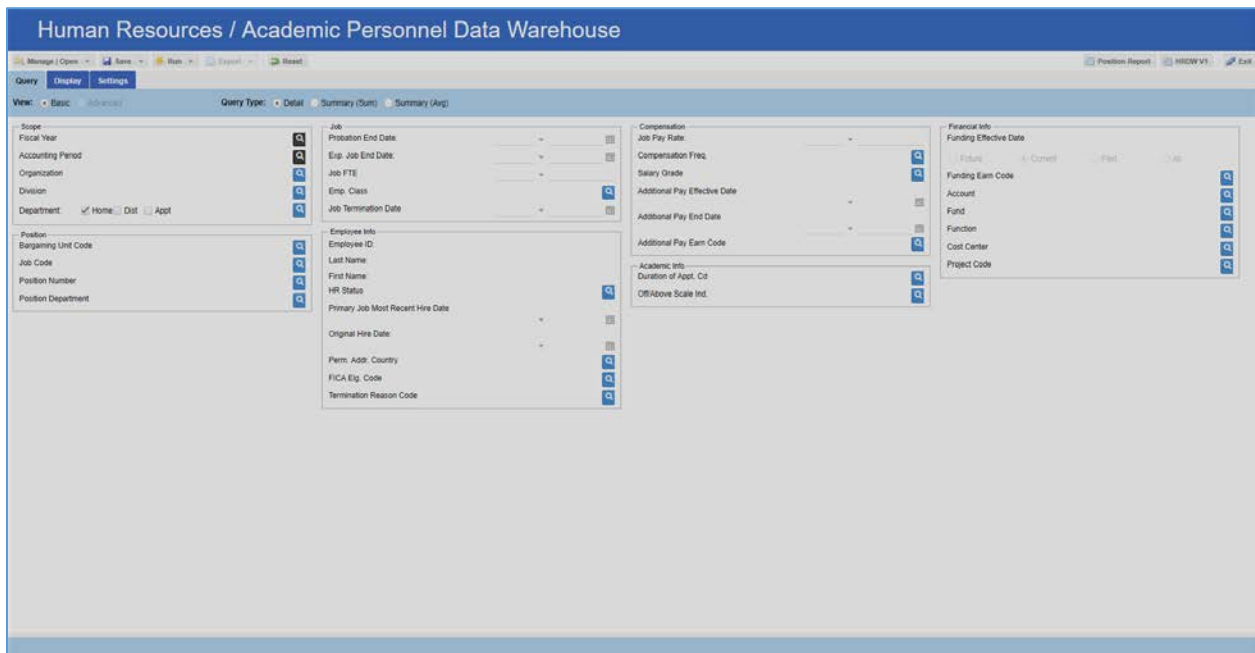 Human Resources / Academic Personnel Data Warehouse
Manage / Open Save Run Export Reset Position Report HRDW V1 Exit
Query Display Settings
View: Basic Advanced Query Type: Detail Summary (Sum) Summary (Avg)
Scope
Fiscal Year
Accounting Period
Organization
Division
Department Home Dist Appt
Position
Bargaining Unit Code
Job Code
Position Number
Position Department
Job
Probation End Date:
Exp. Job End Date:
Job FTE
Emp. Class
Job Termination Date
Employee Info
Employee ID:
Last Name:
First Name:
HR Status
Primary Job Most Recent Hire Date
Original Hire Date:
Perm. Addr. Country
FICA Elg. Code
Termination Reason Code
Compensation
Job Pay Rate:
Compensation Freq.
Salary Grade
Additional Pay Effective Date
Additional Pay End Date
Additional Pay Earn Code
Academic Info
Duration of Appt. Cd
Off/Above Scale Ind.
Financial Info
Funding Effective Date
Future Current Past All
Funding Earn Code
Account
Fund
Function
Cost Center
Project Code